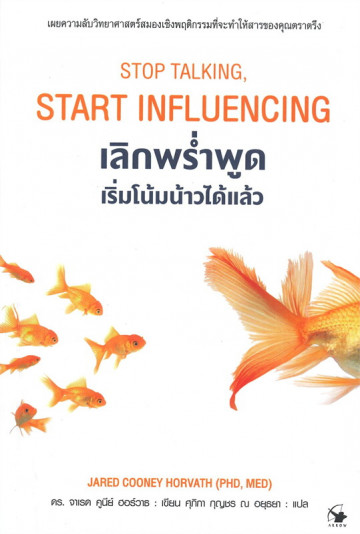 เผยความลับวิทยาศาสตร์สมองเชิงพฤติกรรมที่จะทำให้สารของคุณตราตรึง
STOP TALKING,
START INFLUENCING
เลิกพร่ำพูด
เริ่มโน้มน้าวได้แล้ว
JARED COONEY HORVATH (PHD, MED)
ดร. จาเรด คูนีย์ ฮอร์วาธ : เขียน ศุภิกา กุญชร ณ อยุธยา : แปล
ARROW